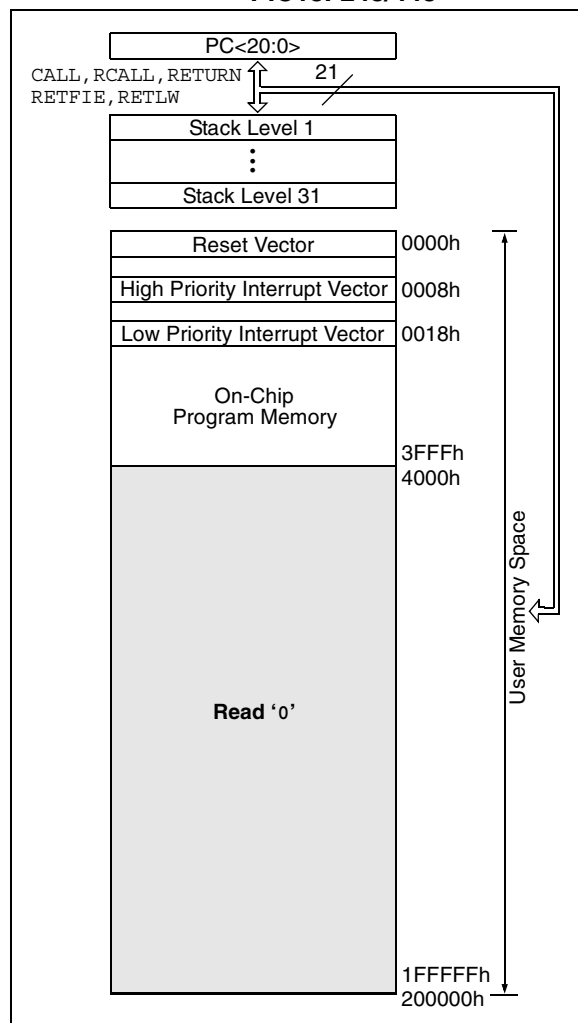 PC<20:0>
CALL,RCALL,RETURN
RETFIE,RETLW
21
Stack Level 1
Stack Level 31
Reset Vector
0000h
High Priority Interrupt Vector
0008h
Low Priority Interrupt Vector
0018h
On-Chip
Program Memory
3FFFh
4000h
User Memory Space
Read ‘0’
1FFFFFh
200000h